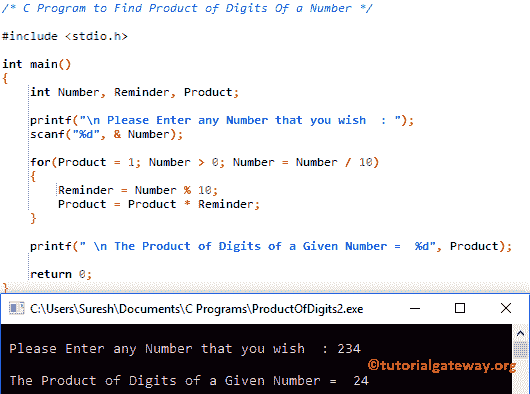 /* C Program to Find Product of Digits Of a Number */
#include <stdio.h>
int main()
{
int Number, Reminder, Product;
printf("\n Please Enter any Number that you wish  : ");
scanf("%d", & Number);
for(Product = 1; Number > 0; Number = Number / 10)
{
Reminder = Number % 10;
Product = Product * Reminder;
}
printf(" \n The Product of Digits of a Given Number =  %d", Product);
return 0;
}
C:\Users\Suresh\Documents\C Programs\ProductOfDigits2.exe
Please Enter any Number that you wish  : 234
©tutorialgateway.org
The Product of Digits of a Given Number =  24